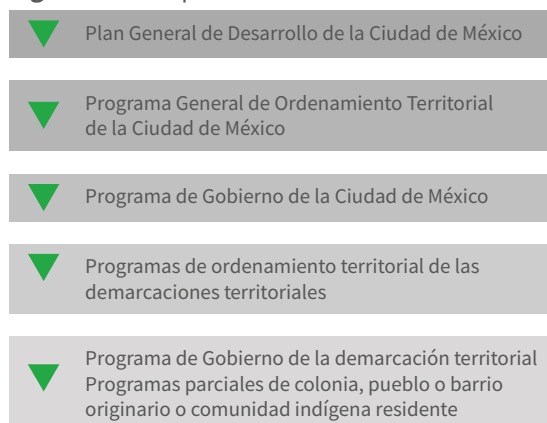 Plan General de Desarrollo de la Ciudad de México
Programa General de Ordenamiento Territorial
de la Ciudad de México
Programa de Gobierno de la Ciudad de México
Programas de ordenamiento territorial de las
demarcaciones territoriales
Programa de Gobierno de la demarcación territorial
Programas parciales de colonia, pueblo o barrio
originario o comunidad indígena residente